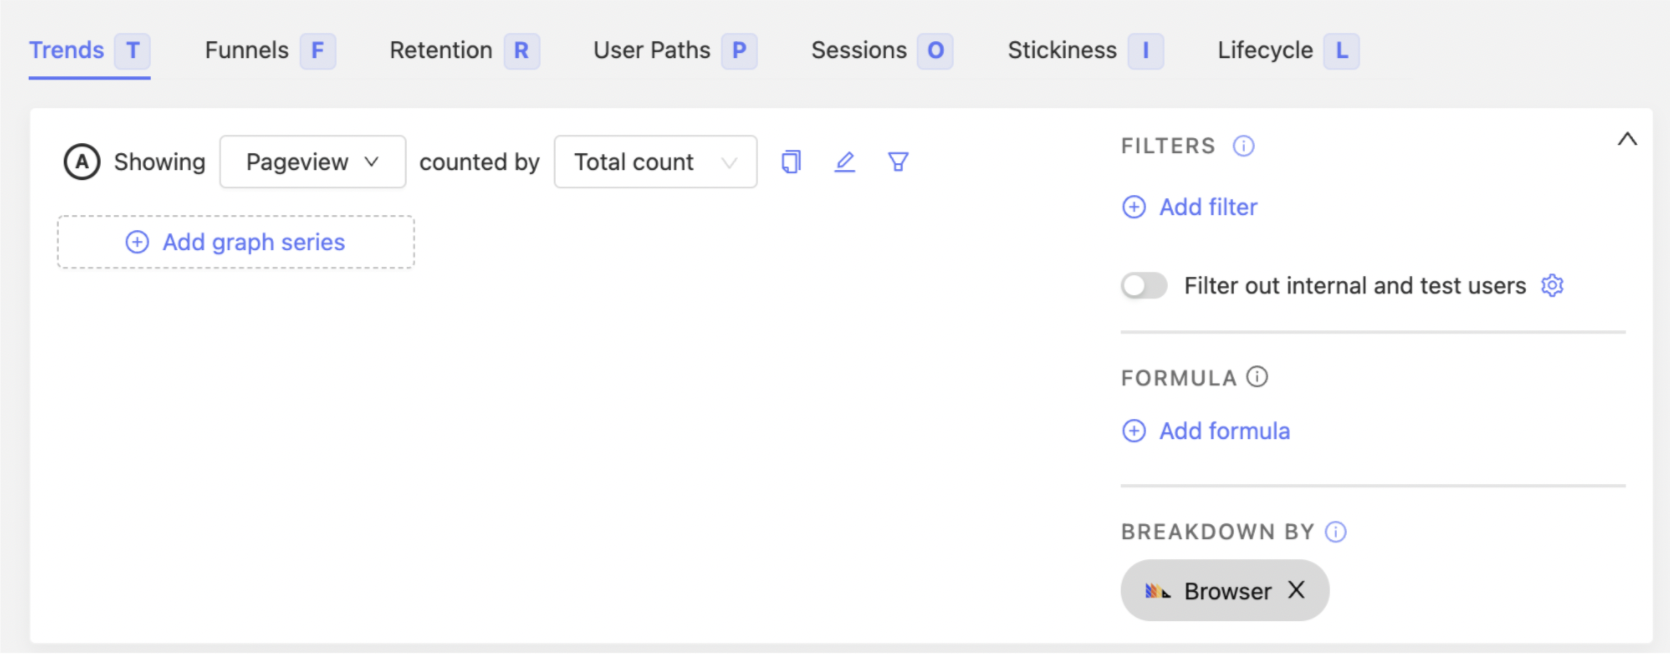 Trends T Funnels F Retention R User Paths P Sessions O Stickiness I Lifecycle L
A Showing Pageview counted by Total count
Add graph series
FILTERS
Add filter
Filter out internal and test users
FORMULA
Add formula
BREAKDOWN BY
Browser